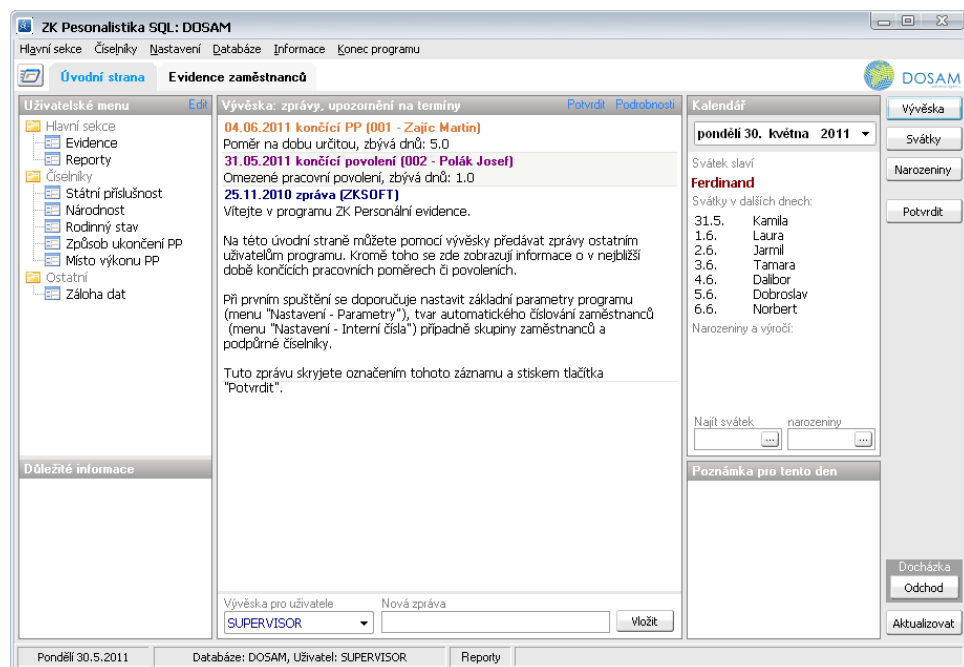 ZK Pesonalistika SQL: DOSAM
Hlavní sekce Číselníky Nastavení Databáze Informace Konec programu
Úvodní strana Evidence zaměstnanců
DOSAM
Uživatelské menu Edit
Hlavní sekce
Evidence
Reporty
Číselníky
Státní příslušnost
Národnost
Rodinný stav
Způsob ukončení PP
Místo výkonu PP
Ostatní
Záloha dat
Důležité informace
Vývěska: zprávy, upozornění na termíny Potvrdit Podrobnosti
04.06.2011 končící PP (001 - Zajíc Martin)
Poměr na dobu určitou, zbývá dnů: 5.0
31.05.2011 končící povolení (002 - Polák Josef)
Omezené pracovní povolení, zbývá dnů: 1.0
25.11.2010 zpráva (ZKSOFT)
Vítejte v programu ZK Personální evidence.
Na této úvodní straně můžete pomocí vývěsky předávat zprávy ostatním
uživatelům programu. Kromě toho se zde zobrazují informace o v nejbližší
době končících pracovních poměrech či povoleních.
Při prvním spuštění se doporučuje nastavit základní parametry programu
(menu "Nastavení - Parametry"), tvar automatického číslování zaměstnanců
(menu "Nastavení - Interní čísla") případně skupiny zaměstnanců a
podpůrné číselníky.
Tuto zprávu skryjete označením tohoto záznamu a stiskem tlačítka
"Potvrdit".
Vývěska pro uživatele Nová zpráva
SUPERVISOR Vložit
Kalendář
pondělí 30. května 2011
Svátek slaví
Ferdinand
Svátky v dalších dnech:
31.5. Kamila
1.6. Laura
2.6. Jarmil
3.6. Tamara
4.6. Dalibor
5.6. Dobroslav
6.6. Norbert
Narozeniny a výročí:
Najít svátek narozeniny
... ...
Poznámka pro tento den
Vývěska
Svátky
Narozeniny
Potvrdit
Docházka
Odchod
Aktualizovat
Pondělí 30.5.2011 Databáze: DOSAM, Uživatel: SUPERVISOR Reporty